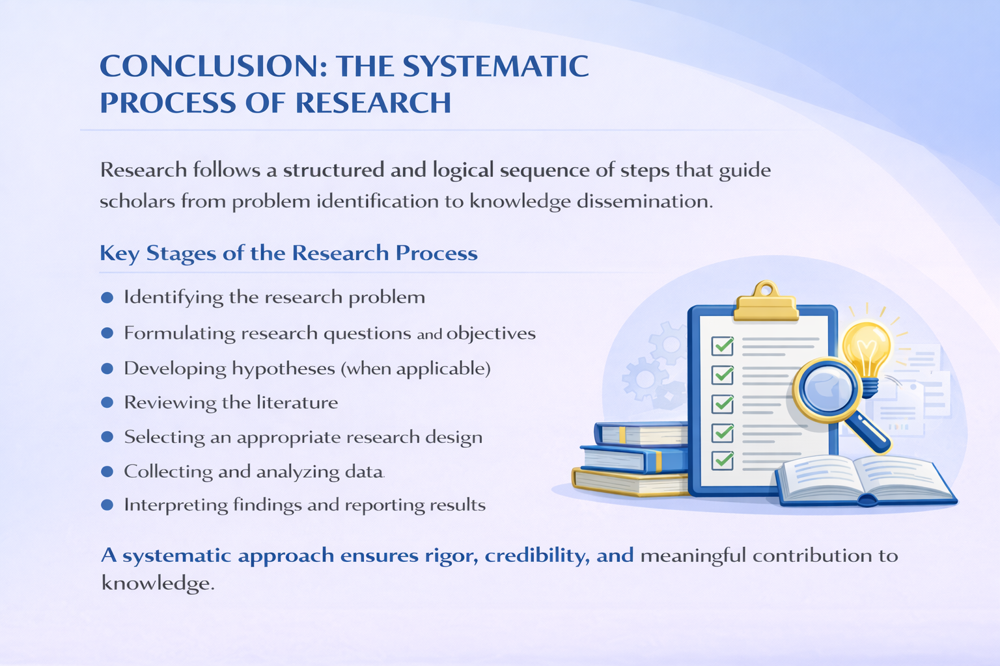 CONCLUSION: THE SYSTEMATIC
PROCESS OF RESEARCH
Research follows a structured and logical sequence of steps that guide
scholars from problem identification to knowledge dissemination.
Key Stages of the Research Process
Identifying the research problem
Formulating research questions and objectives
Developing hypotheses (when applicable)
Reviewing the literature
Selecting an appropriate research design
Collecting and analyzing data.
Interpreting findings and reporting results
A systematic approach ensures rigor, credibility, and meaningful contribution to
knowledge.